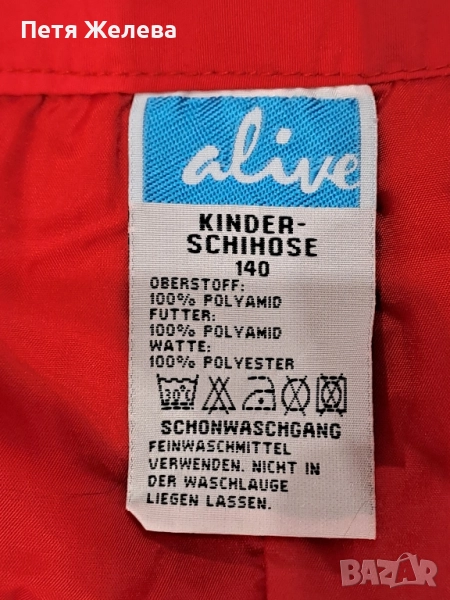 Петя Желева
alive
KINDER-
SCHIHOSE
140
OBERSTOFF:
100% POLYAMID
FUTTER:
100% POLYAMID
WATTE:
100% POLYESTER
30°
SCHONWASCHGANG
FEINWASCHMITTEL
VERWENDEN. NICHT IN
DER WASCHLAUGE
LIEGEN LASSEN.
BAZAR